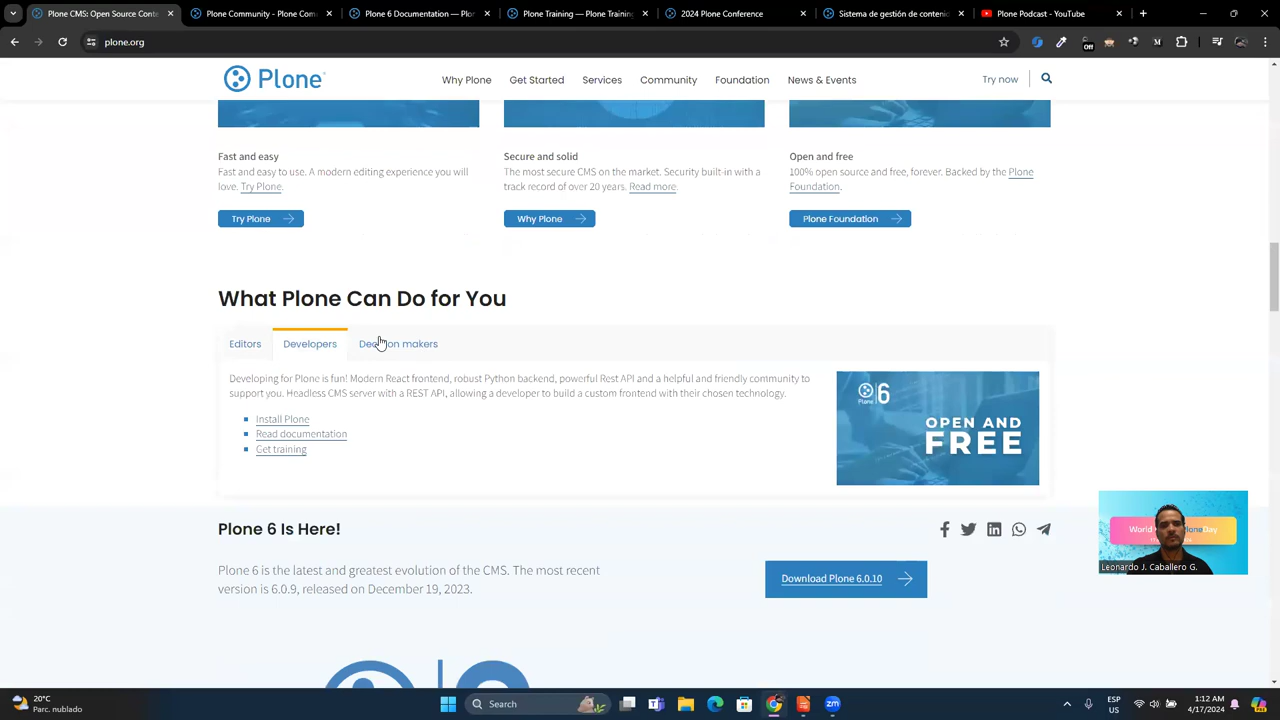 Plone CMS: Open Source Conte
Plone Community - Plone Com
Plone 6 Documentation — Plon
Plone Training — Plone Trainin
2024 Plone Conference
Sistema de gestión de conteni
Plone Podcast - YouTube
plone.org
Off
Plone
Why Plone
Get Started
Services
Community
Foundation
News & Events
Try now
Fast and easy
Fast and easy to use. A modern editing experience you will
love. Try Plone.
Try Plone
Secure and solid
The most secure CMS on the market. Security built-in with a
track record of over 20 years. Read more.
Why Plone
Open and free
100% open source and free, forever. Backed by the Plone
Foundation.
Plone Foundation
What Plone Can Do for You
Editors
Developers
Decision makers
Developing for Plone is fun! Modern React frontend, robust Python backend, powerful Rest API and a helpful and friendly community to
support you. Headless CMS server with a REST API, allowing a developer to build a custom frontend with their chosen technology.
Install Plone
Read documentation
Get training
6
OPEN AND
FREE
Plone 6 Is Here!
Plone 6 is the latest and greatest evolution of the CMS. The most recent
version is 6.0.9, released on December 19, 2023.
Download Plone 6.0.10
World PloneDay
Leonardo J. Caballero G.
20°C
Parc. nublado
Search
ESP
US
1:12 AM
4/17/2024